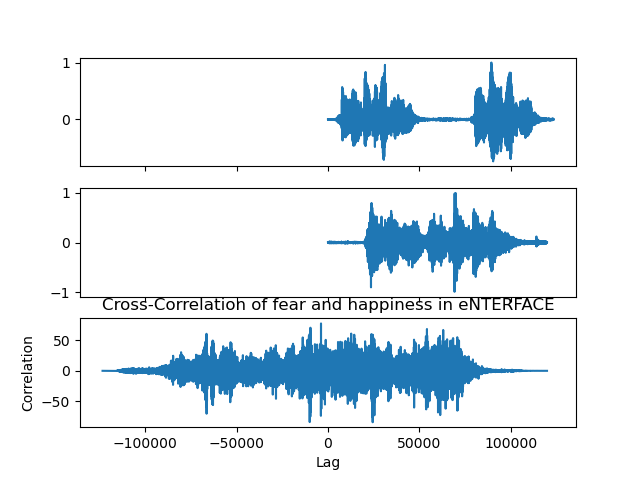 1
0
1
0
−1
Cross-Correlation of fear and happiness in eNTERFACE
50
0
−50
Correlation
−100000 −50000 0 50000 100000
Lag